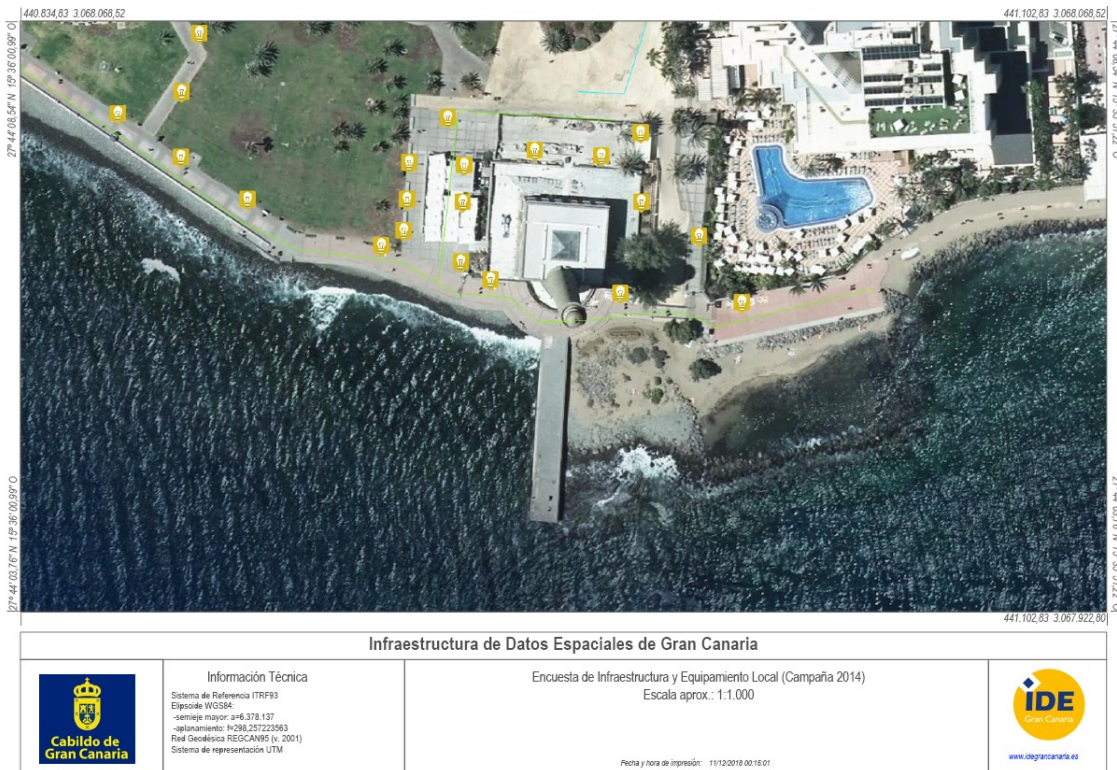 440.834,83 3.068.068,52
441.102,83 3.068.068,52
27º 44' 08,54" N 15º 36' 00,99" O
27º 44' 03,76" N 15º 36' 00,99" O
441.102,83 3.067.922,80
Infraestructura de Datos Espaciales de Gran Canaria
Cabildo de
Gran Canaria
Información Técnica
Sistema de Referencia ITRF93
Elipsoide WGS84:
-semieje mayor: a=6.378.137
-aplanamiento: f=298,257223563
Red Geodésica REGCAN95 (v. 2001)
Sistema de representación UTM
Encuesta de Infraestructura y Equipamiento Local (Campaña 2014)
Escala aprox.: 1:1.000
Fecha y hora de impresión: 11/12/2018 00:15:01
IDE
Gran Canaria
www.idegrancanaria.es